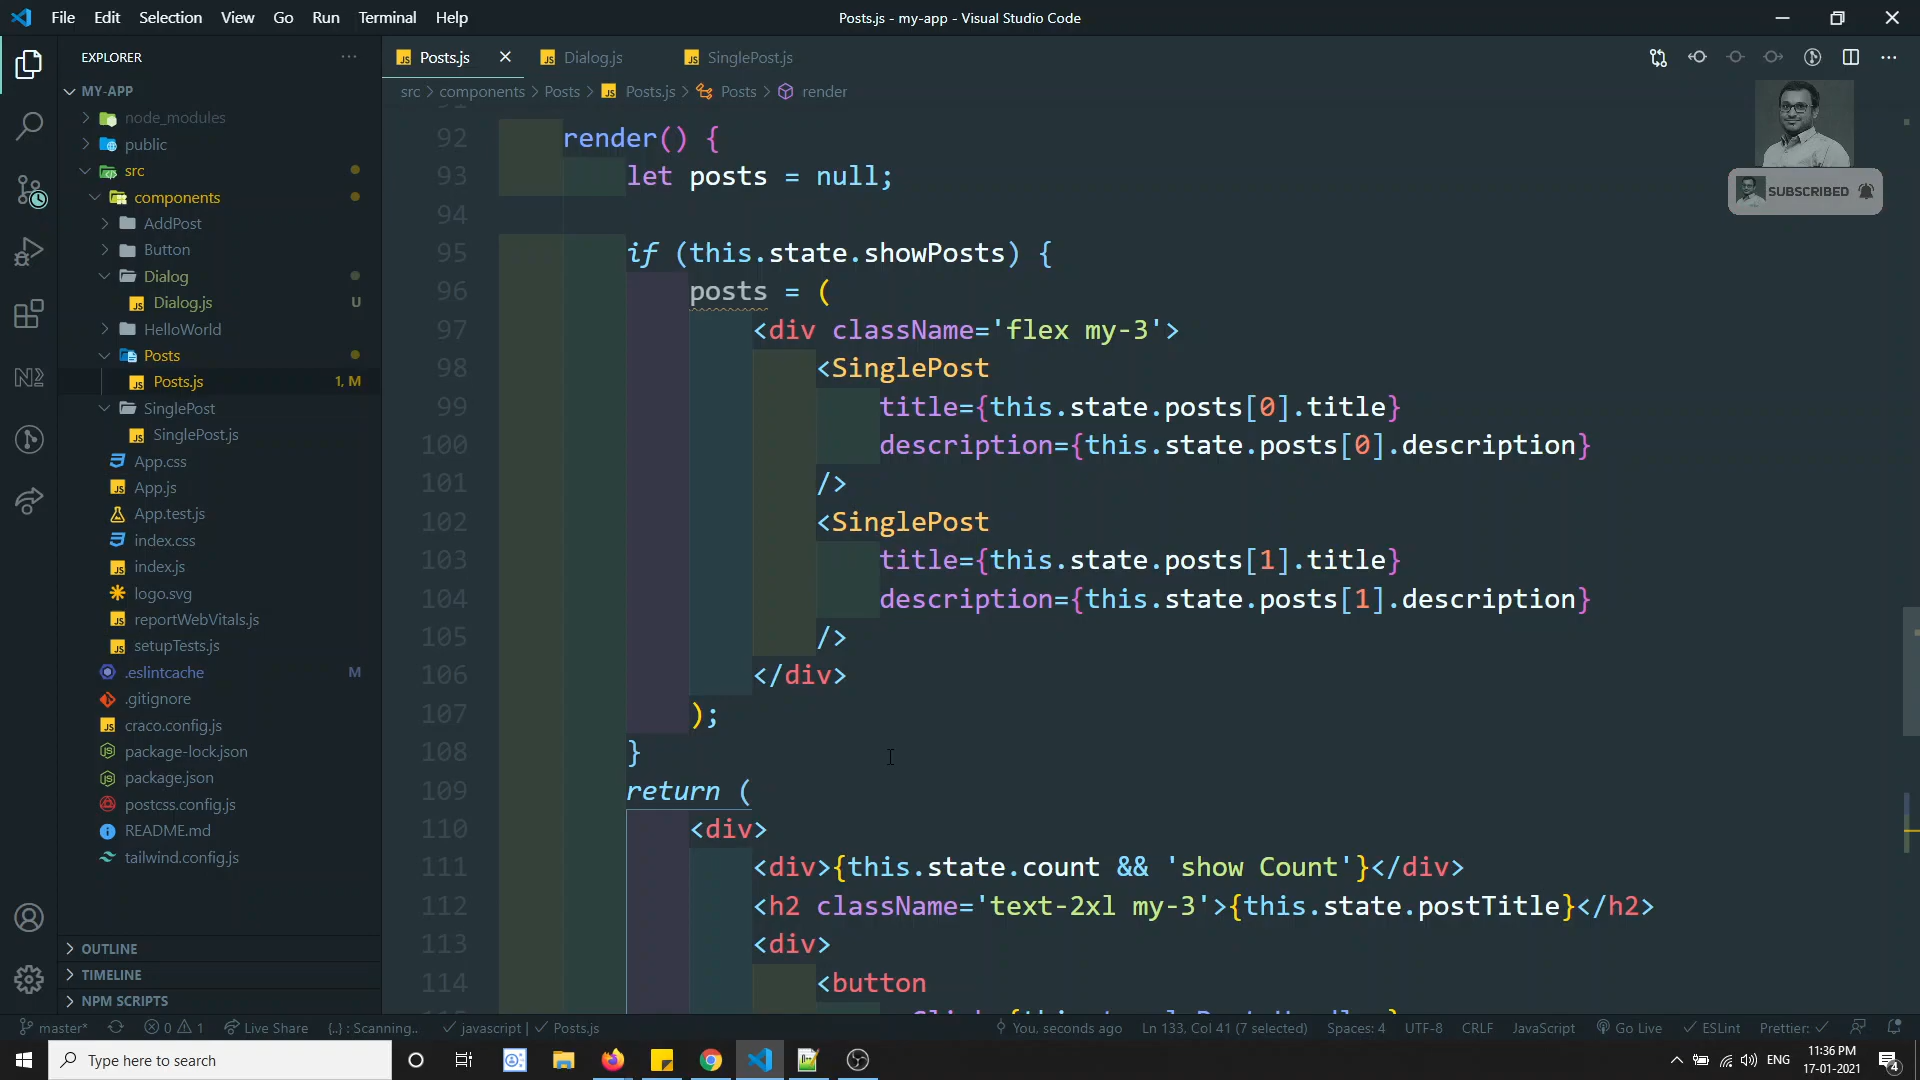 File Edit Selection View Go Run Terminal Help
Posts.js - my-app - Visual Studio Code
EXPLORER
Posts.js
Dialog.js
SinglePost.js
src > components > Posts > Posts.js > Posts > render
MY-APP
node_modules
public
src
components
AddPost
Button
Dialog
Dialog.js U
HelloWorld
Posts
Posts.js 1, M
SinglePost
SinglePost.js
App.css
App.js
App.test.js
index.css
index.js
logo.svg
reportWebVitals.js
setupTests.js
.eslintcache M
.gitignore
craco.config.js
package-lock.json
package.json
postcss.config.js
README.md
tailwind.config.js
OUTLINE
TIMELINE
NPM SCRIPTS
SUBSCRIBED
92 render() {
93 let posts = null;
94
95 if (this.state.showPosts) {
96 posts = (
97 <div className='flex my-3'>
98 <SinglePost
99 title={this.state.posts[0].title}
100 description={this.state.posts[0].description}
101 />
102 <SinglePost
103 title={this.state.posts[1].title}
104 description={this.state.posts[1].description}
105 />
106 </div>
107 );
108 }
109 return (
110 <div>
111 <div>{this.state.count && 'show Count'}</div>
112 <h2 className='text-2xl my-3'>{this.state.postTitle}</h2>
113 <div>
114 <button
master* 0 1 Live Share {..} : Scanning.. javascript | Posts.js You, seconds ago Ln 133, Col 41 (7 selected) Spaces: 4 UTF-8 CRLF JavaScript Go Live ESLint Prettier:
Type here to search
ENG
11:36 PM
17-01-2021
4